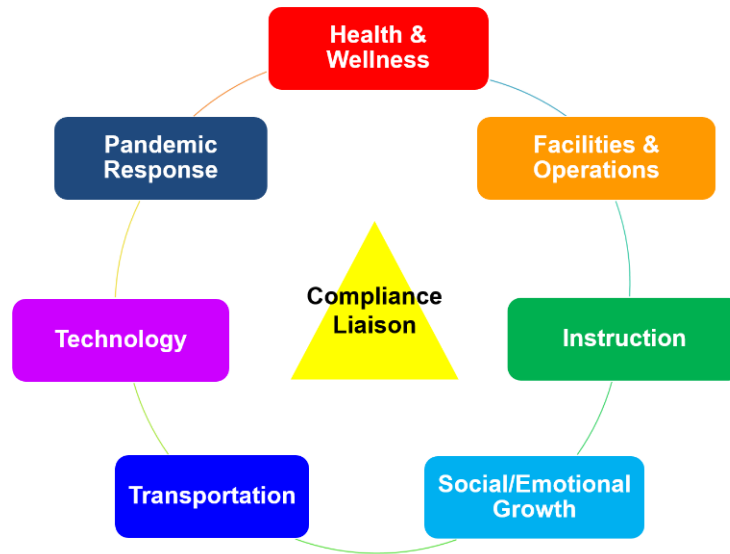 Health &
Wellness
Facilities &
Operations
Instruction
Social/Emotional
Growth
Transportation
Technology
Pandemic
Response
Compliance
Liaison